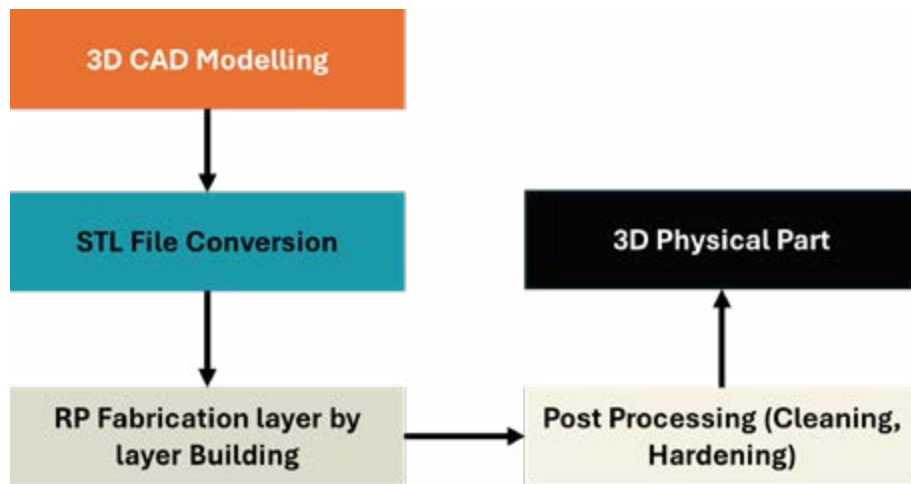 3D CAD Modelling
STL File Conversion
RP Fabrication layer by
layer Building
Post Processing (Cleaning,
Hardening)
3D Physical Part